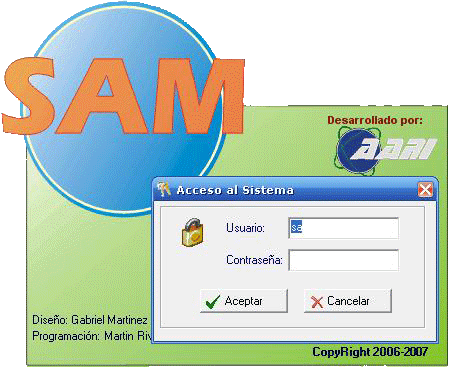 SAM
Desarrollado por:
AARI
Acceso al Sistema
Usuario: sa
Contraseña:
Aceptar Cancelar
Diseño: Gabriel Martinez
Programación: Martin Riv
CopyRight 2006-2007